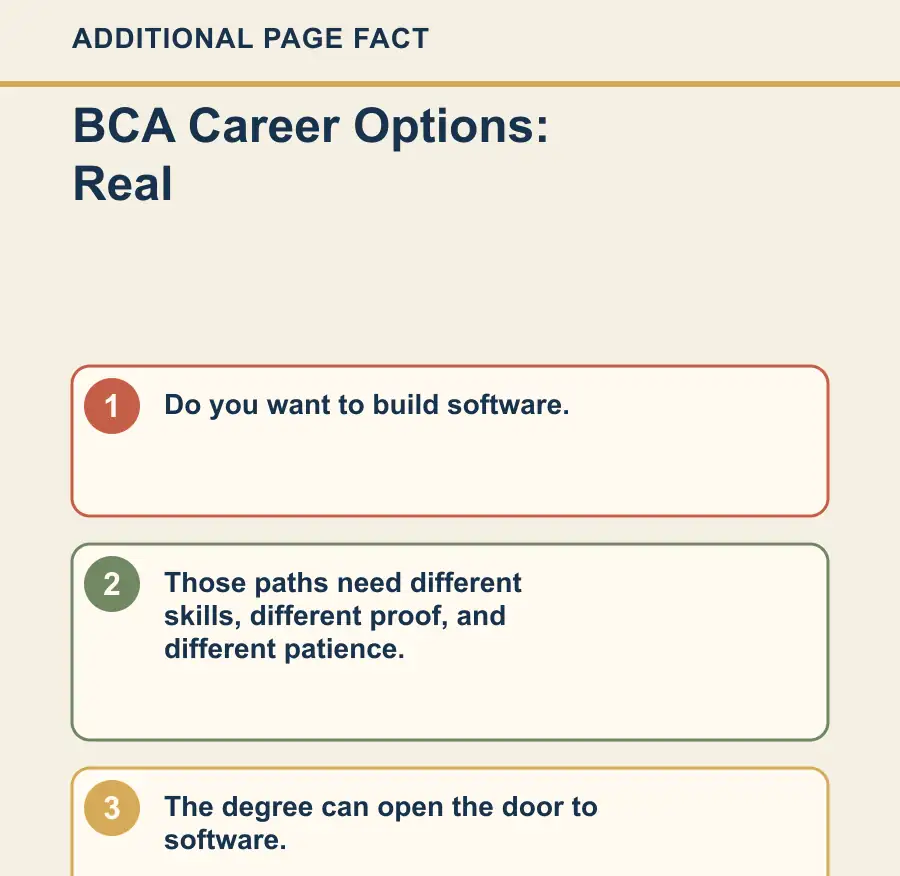 ADDITIONAL PAGE FACT
BCA Career Options:
Real
1
Do you want to build software.
2
Those paths need different
skills, different proof, and
different patience.
3
The degree can open the door to
software.